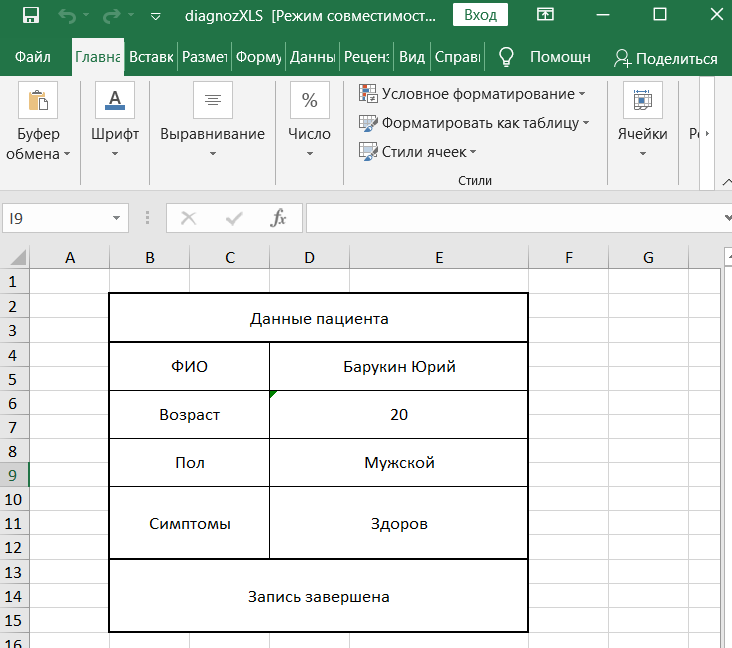 diagnozXLS [Режим совместимост... Вход
Файл Главна Вставк Размет Форму Данны Реценз Вид Справк Помощн Поделиться
Буфер обмена
Шрифт
Выравнивание
%
Число
Условное форматирование
Форматировать как таблицу
Стили ячеек
Стили
Ячейки
I9 fx
A B C D E F G
1
2
Данные пациента
3
4
ФИО Барукин Юрий
5
6
Возраст 20
7
8
Пол Мужской
9
10
11
Симптомы Здоров
12
13
14
Запись завершена
15
16